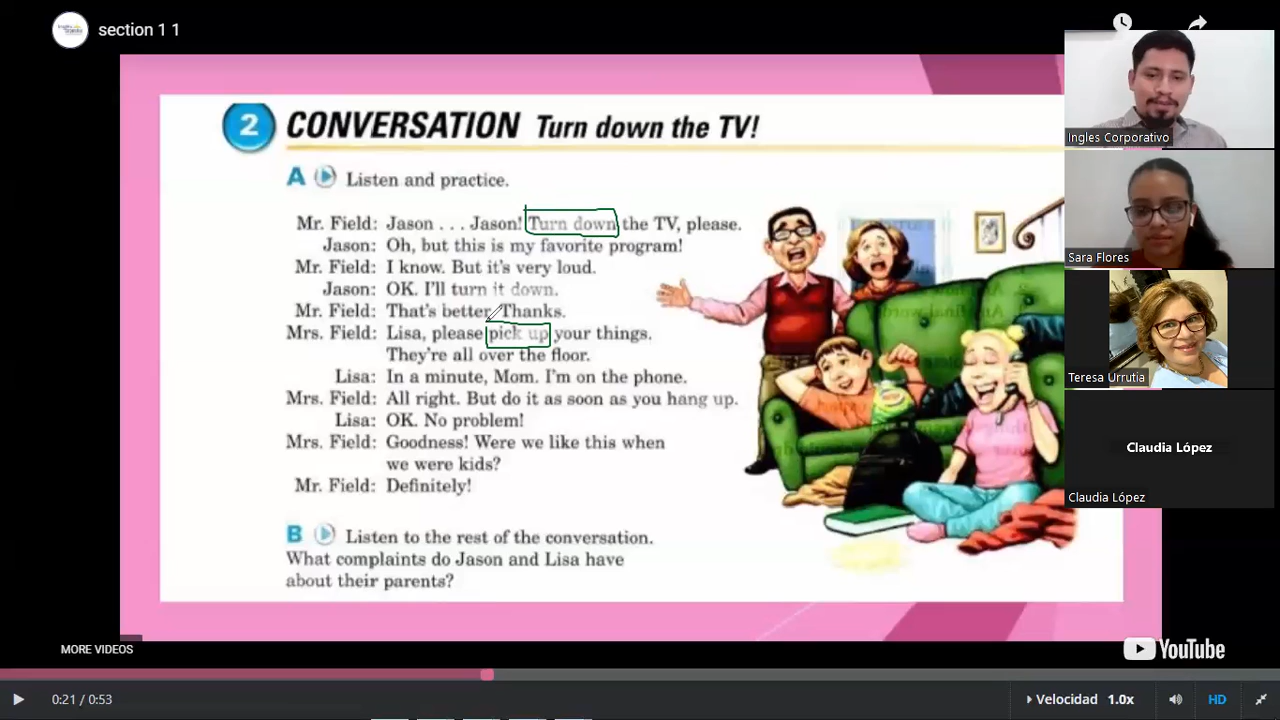 section 1 1
2 CONVERSATION Turn down the TV!
A Listen and practice.
Mr. Field: Jason . . . Jason! Turn down the TV, please.
Jason: Oh, but this is my favorite program!
Mr. Field: I know. But it's very loud.
Jason: OK. I'll turn it down.
Mr. Field: That's better. Thanks.
Mrs. Field: Lisa, please pick up your things.
They're all over the floor.
Lisa: In a minute, Mom. I'm on the phone.
Mrs. Field: All right. But do it as soon as you hang up.
Lisa: OK. No problem!
Mrs. Field: Goodness! Were we like this when
we were kids?
Mr. Field: Definitely!
B Listen to the rest of the conversation.
What complaints do Jason and Lisa have
about their parents?
Ingles Corporativo
Sara Flores
Teresa Urrutia
Claudia López
Claudia López
MORE VIDEOS
YouTube
0:21 / 0:53
Velocidad 1.0x
HD